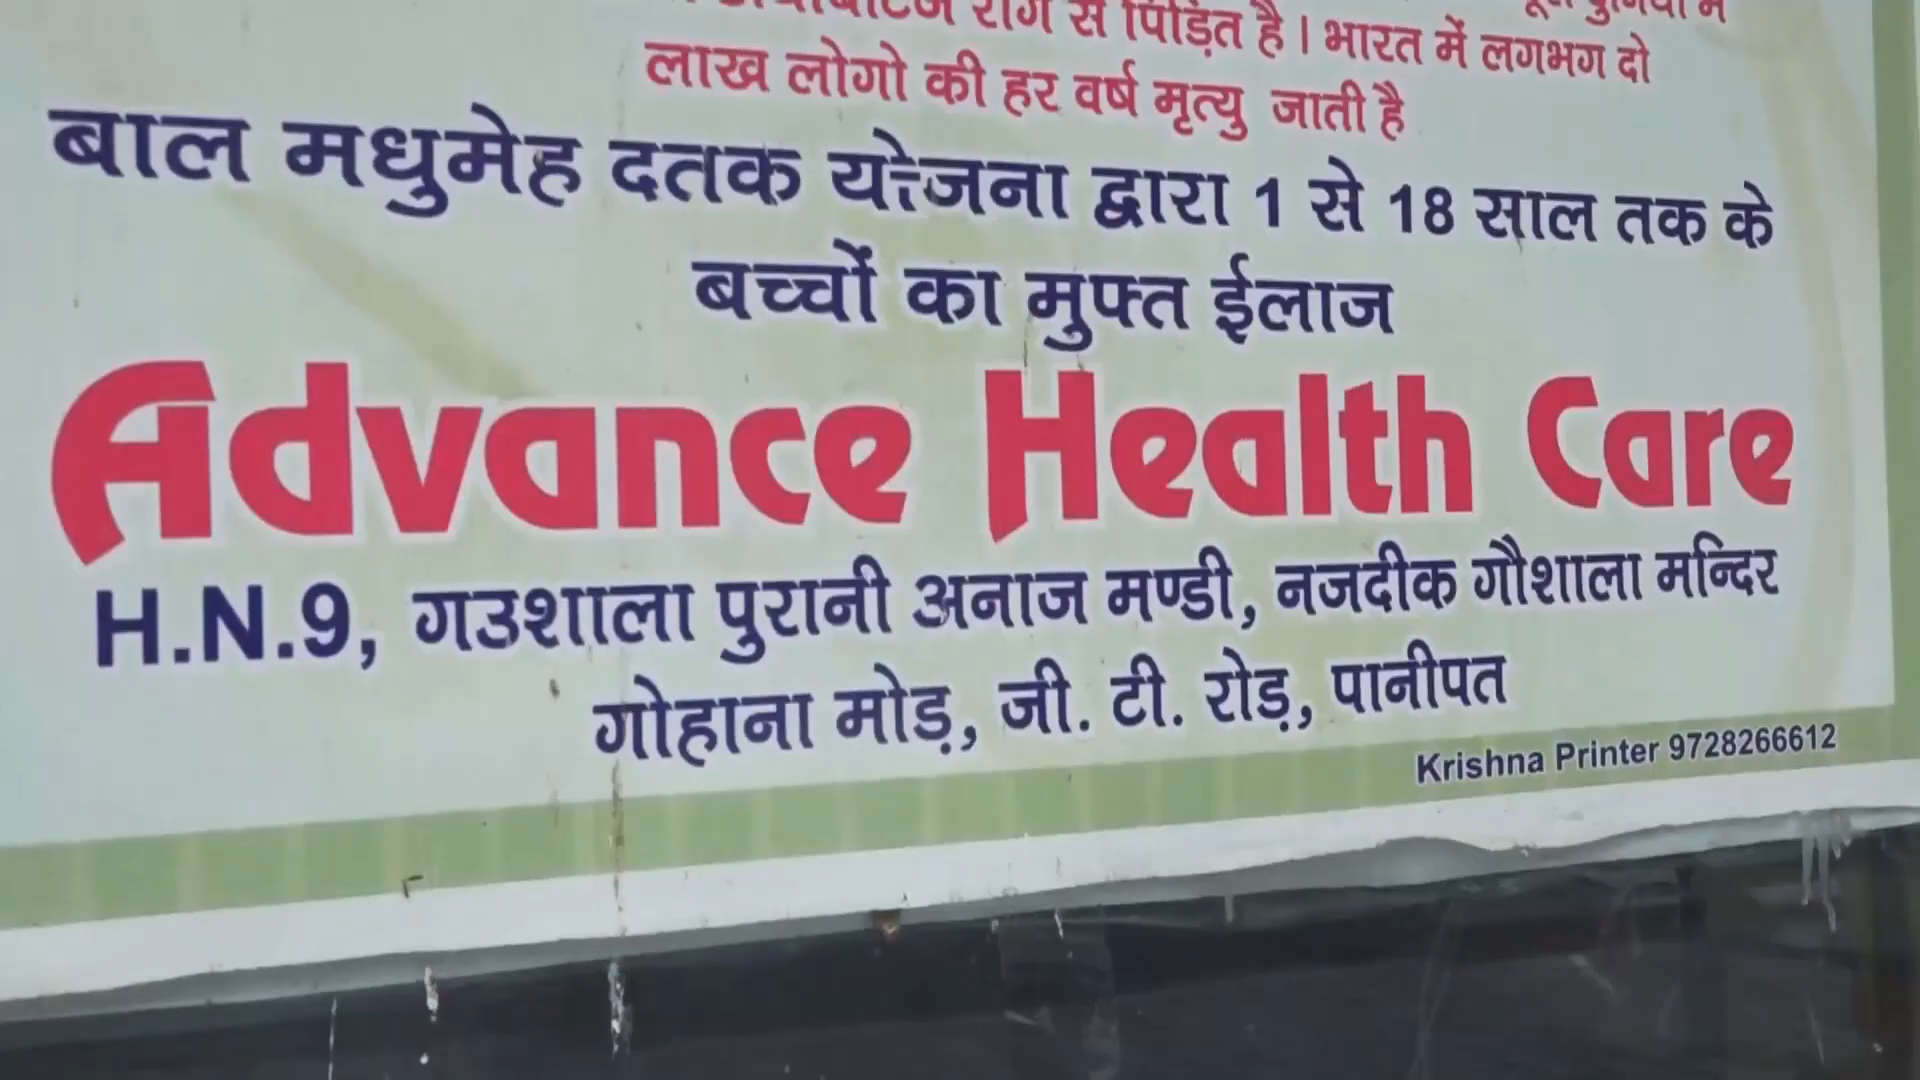 रोग से पिड़ित है। भारत में लगभग दो
लाख लोगो की हर वर्ष मृत्यु जाती है
बाल मधुमेह दतक योजना द्वारा 1 से 18 साल तक के
बच्चों का मुफ्त ईलाज
Advance Health Care
H.N.9, गउशाला पुरानी अनाज मण्डी, नजदीक गौशाला मन्दिर
गोहाना मोड़, जी. टी. रोड़, पानीपत
Krishna Printer 9728266612